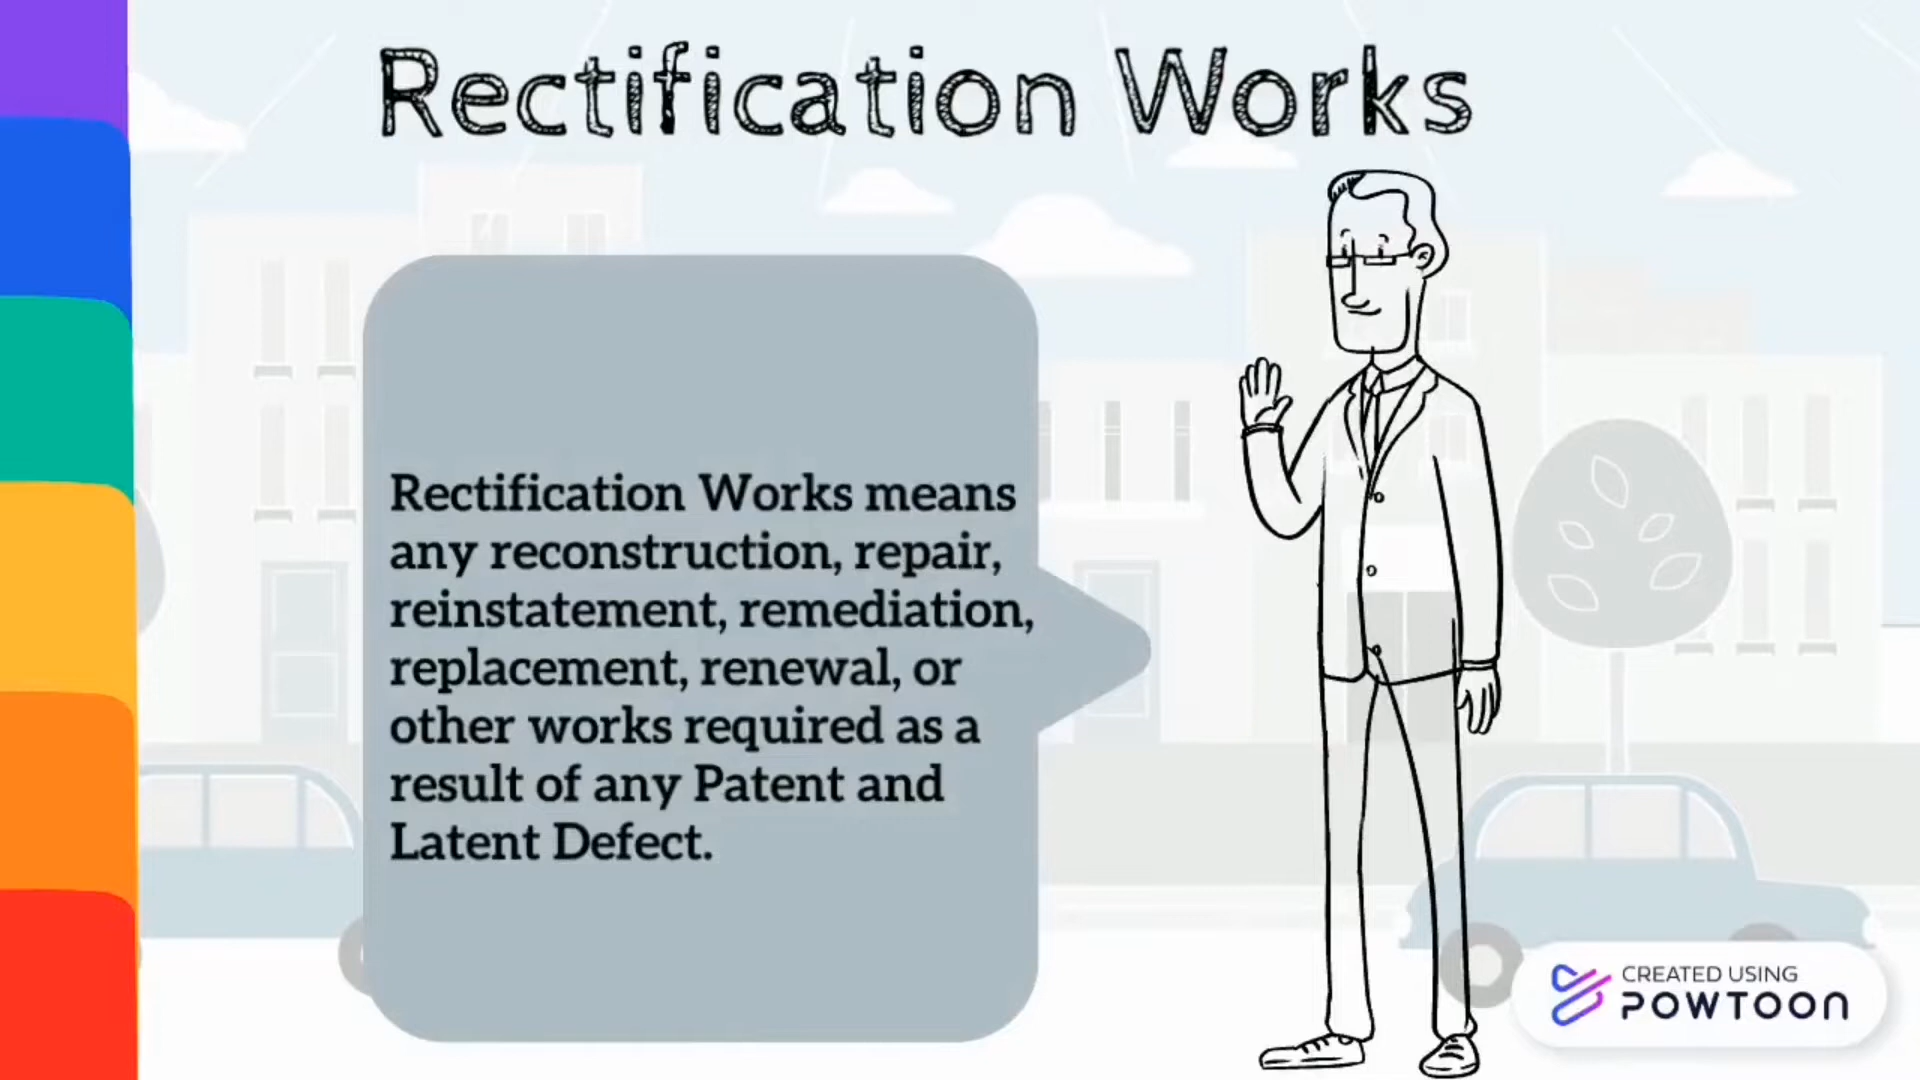 Rectification Works
Rectification Works means
any reconstruction, repair,
reinstatement, remediation,
replacement, renewal, or
other works required as a
result of any Patent and
Latent Defect.
CREATED USING
POWTOON